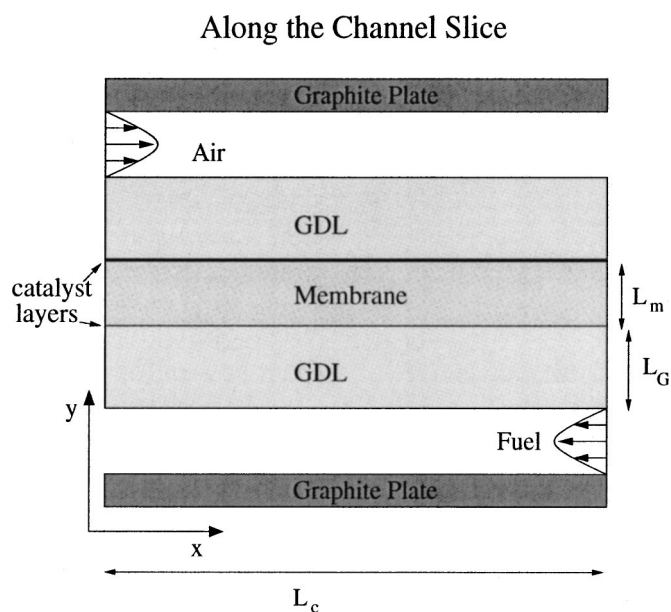 Along the Channel Slice
Graphite Plate
Air
GDL
catalyst
layers
Membrane
L_m
GDL
L_G
y
Fuel
Graphite Plate
x
L_c